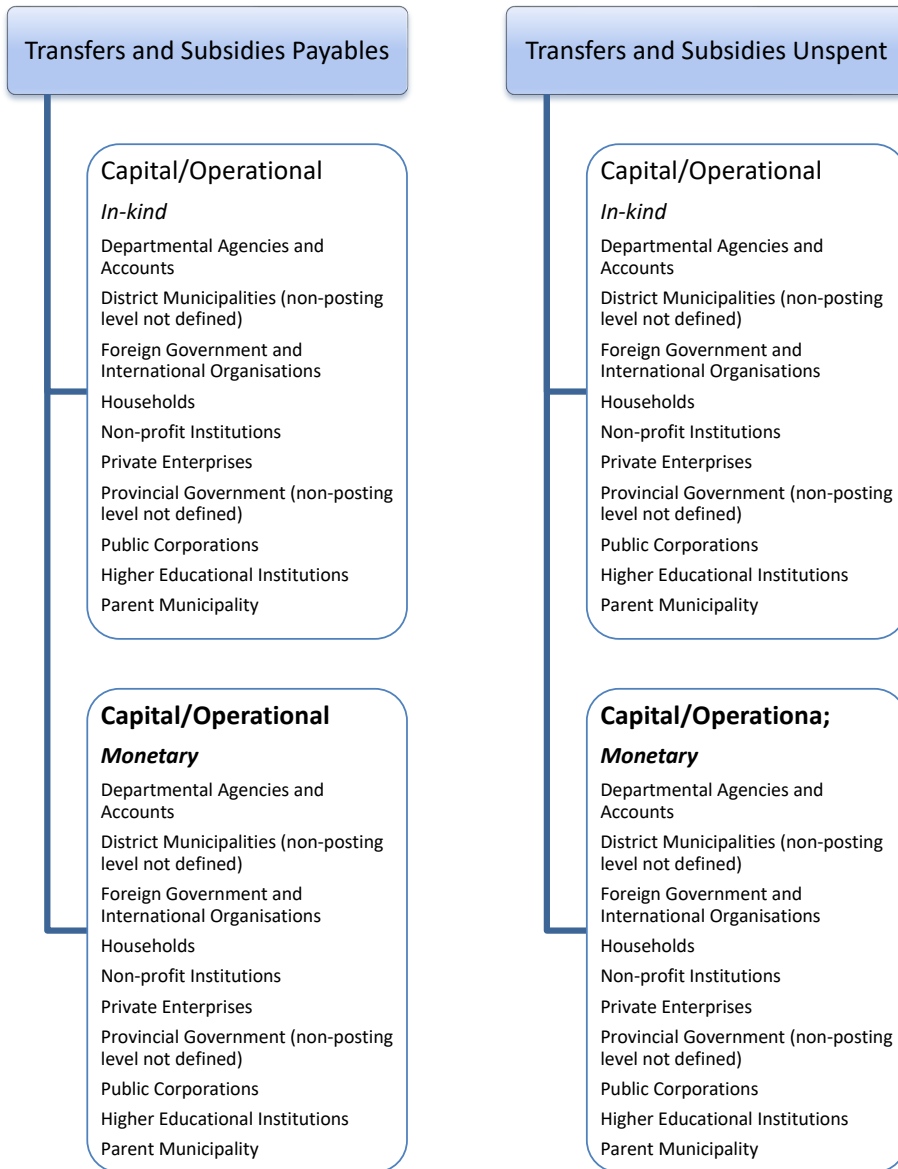 Transfers and Subsidies Payables
Capital/Operational
In-kind
Departmental Agencies and
Accounts
District Municipalities (non-posting
level not defined)
Foreign Government and
International Organisations
Households
Non-profit Institutions
Private Enterprises
Provincial Government (non-posting
level not defined)
Public Corporations
Higher Educational Institutions
Parent Municipality
Capital/Operational
Monetary
Departmental Agencies and
Accounts
District Municipalities (non-posting
level not defined)
Foreign Government and
International Organisations
Households
Non-profit Institutions
Private Enterprises
Provincial Government (non-posting
level not defined)
Public Corporations
Higher Educational Institutions
Parent Municipality
Transfers and Subsidies Unspent
Capital/Operational
In-kind
Departmental Agencies and
Accounts
District Municipalities (non-posting
level not defined)
Foreign Government and
International Organisations
Households
Non-profit Institutions
Private Enterprises
Provincial Government (non-posting
level not defined)
Public Corporations
Higher Educational Institutions
Parent Municipality
Capital/Operationa;
Monetary
Departmental Agencies and
Accounts
District Municipalities (non-posting
level not defined)
Foreign Government and
International Organisations
Households
Non-profit Institutions
Private Enterprises
Provincial Government (non-posting
level not defined)
Public Corporations
Higher Educational Institutions
Parent Municipality